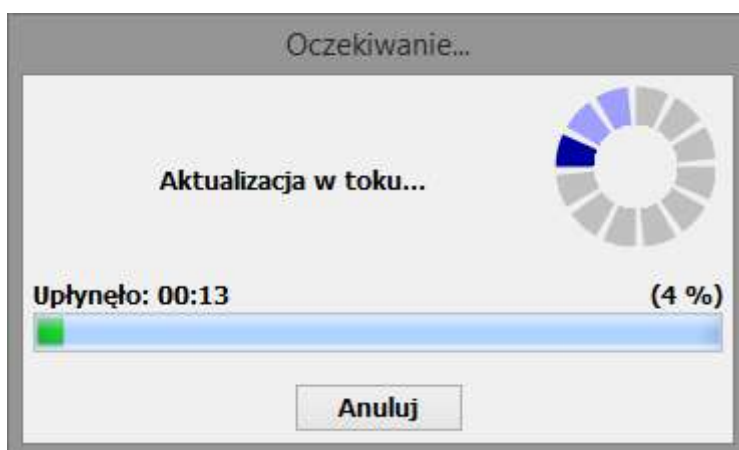 Oczekiwanie...
Aktualizacja w toku...
Upłynęło: 00:13 (4 %)
Anuluj